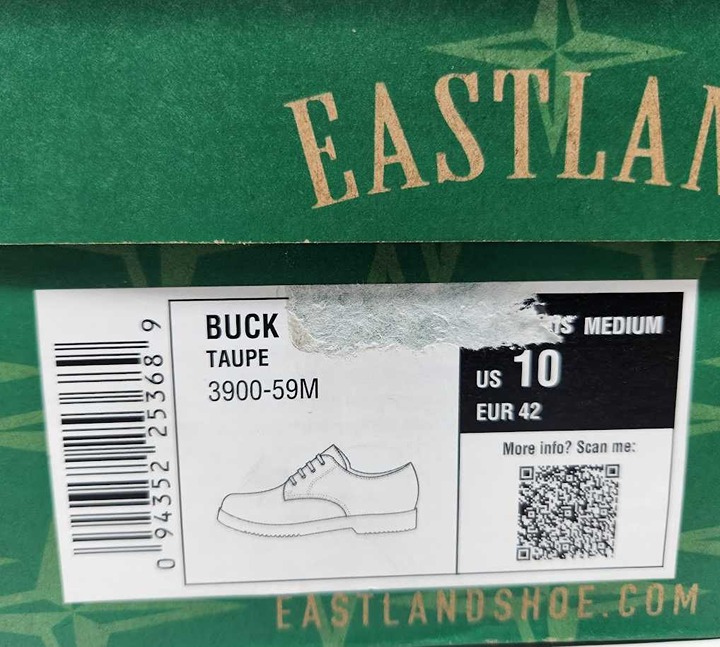 EASTLAN
BUCK
TAUPE
3900-59M
MEDIUM
US 10
EUR 42
More info? Scan me:
0 94352 25368 9
EASTLANDSHOE.COM